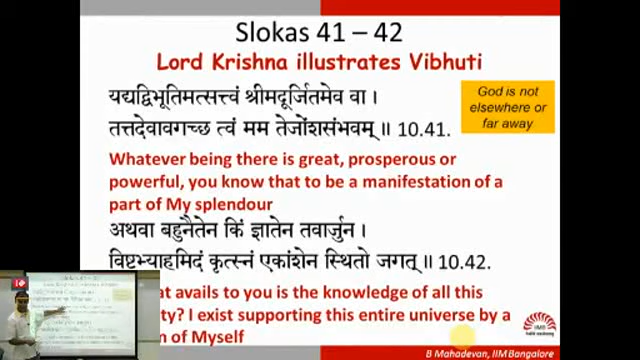 Slokas 41 – 42
Lord Krishna illustrates Vibhuti
यद्यद्विभूतिमत्सत्त्वं श्रीमदूर्जितमेव वा ।
तत्तदेवावगच्छ त्वं मम तेजोंशसंभवम् ॥ 10.41.
God is not
elsewhere or
far away
Whatever being there is great, prosperous or
powerful, you know that to be a manifestation of a
part of My splendour
अथवा बहुनैतेन किं ज्ञातेन तवार्जुन ।
विष्टभ्याहमिदं कृत्स्नं एकांशेन स्थितो जगत् ॥ 10.42.
at avails to you is the knowledge of all this
ty? I exist supporting this entire universe by a
n of Myself
IIMB
B Mahadevan, IIM Bangalore